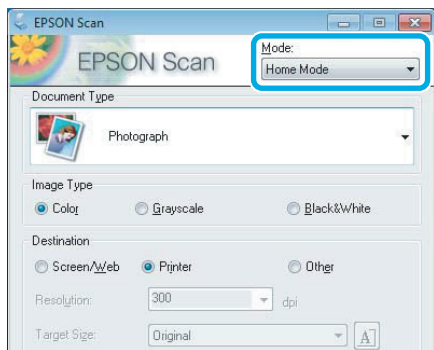 EPSON Scan
EPSON Scan
Mode:
Home Mode
Document Type
Photograph
Image Type
Color
Grayscale
Black&White
Destination
Screen/Web
Printer
Other
Resolution:
300
dpi
Target Size:
Original
A